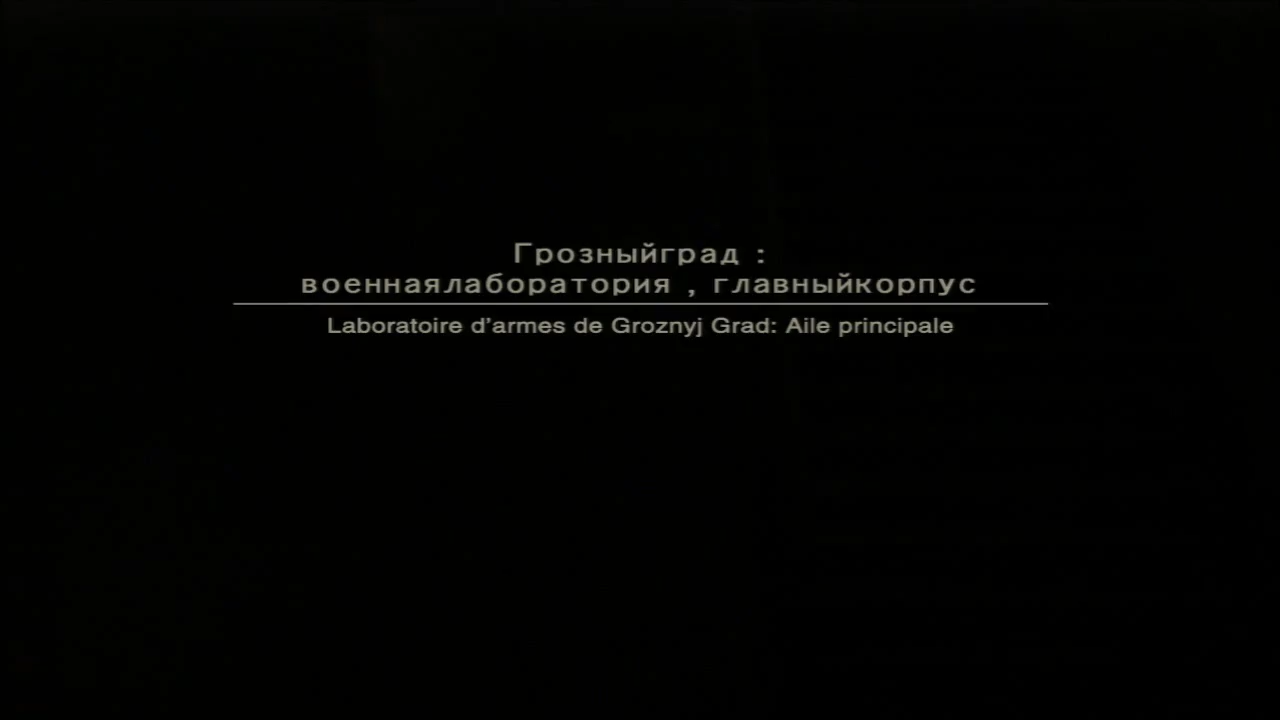 Грозныйград :
военнаялаборатория , главныйкорпус
Laboratoire d'armes de Groznyj Grad: Aile principale